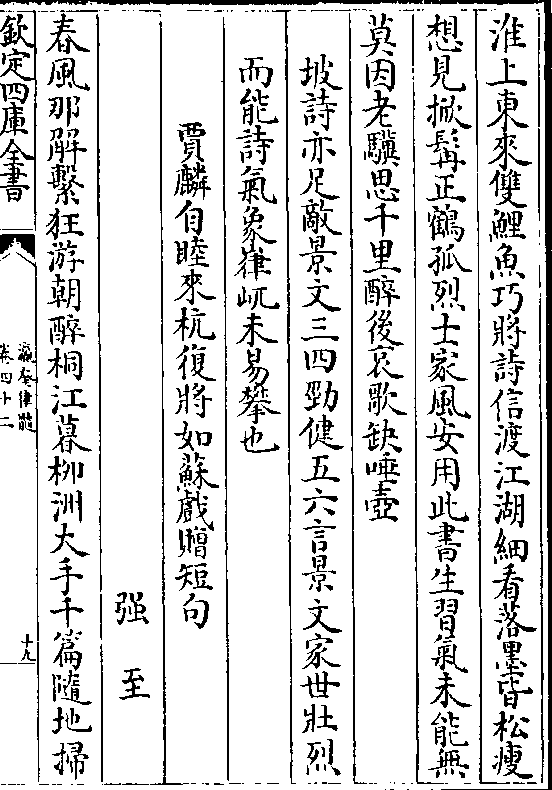 淮上東來雙鯉魚巧將詩信渡江湖細看落墨皆松瘦
想見掀髯正鶴孤烈士家風安用此書生習氣未能無
莫因老驥思千里醉後哀歌缺唾壺
坡詩亦足敵景文三四勁健五六言景文家世壯烈
而能詩氣象嵂屼未易攀也
賈麟自睦來杭復將如蘇戲贈短句
强至
春風那解繫狂游朝醉桐江暮柳洲大手千篇隨地掃
欽定四庫全書
瀛奎律髓
卷四十二
十九